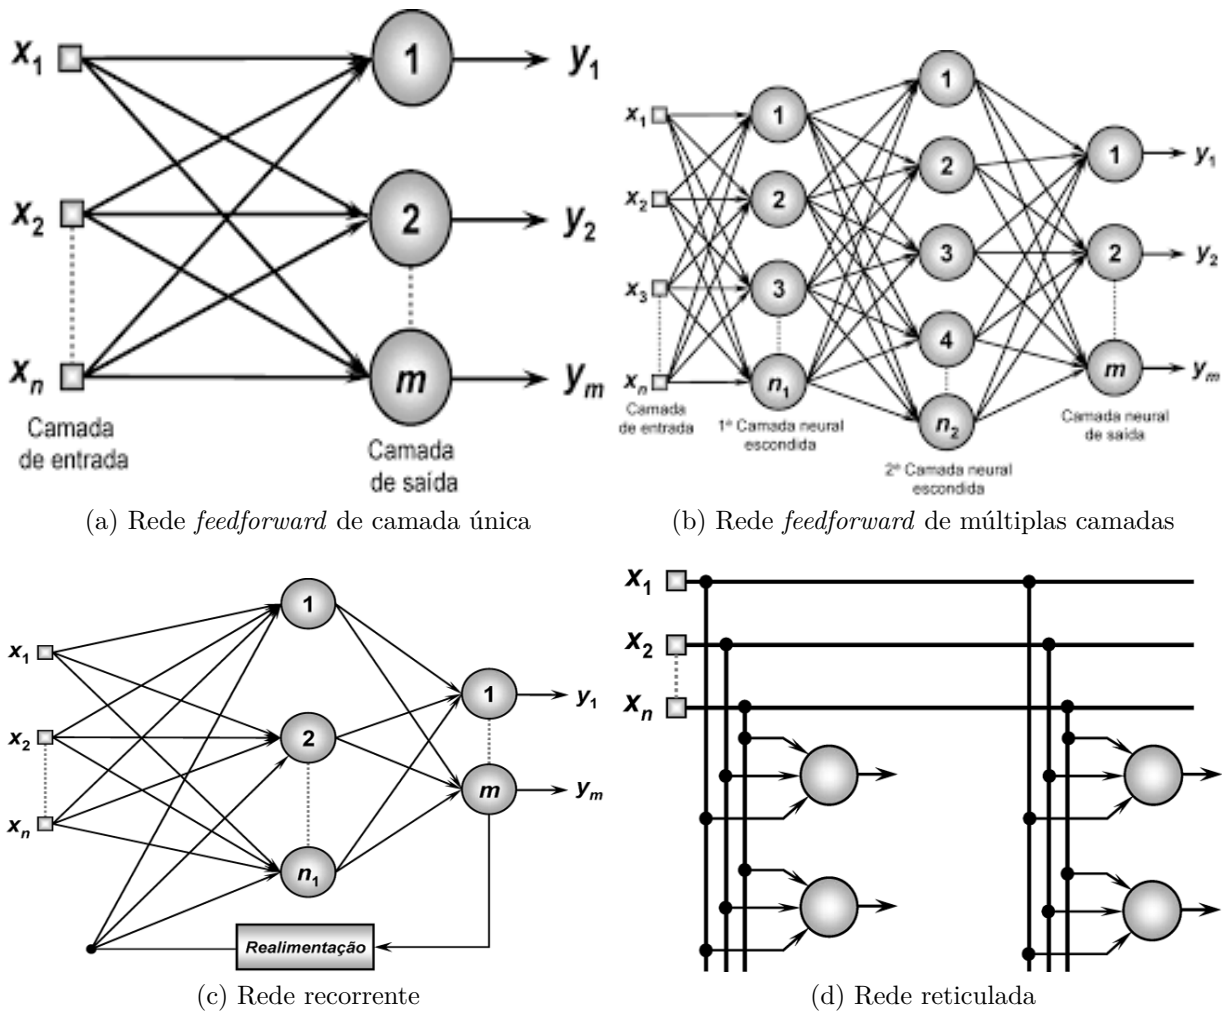 x1
1
y1
x2
2
y2
xn
m
ym
Camada
de entrada
Camada
de saída
(a) Rede feedforward de camada única
x1
x2
x3
xn
Camada
de entrada
1
2
3
n1
1ª Camada neural
escondida
1
2
3
4
n2
2ª Camada neural
escondida
1
2
m
Camada neural
de saída
y1
y2
ym
(b) Rede feedforward de múltiplas camadas
x1
x2
xn
1
2
n1
1
m
y1
ym
Realimentação
(c) Rede recorrente
x1
x2
xn
(d) Rede reticulada